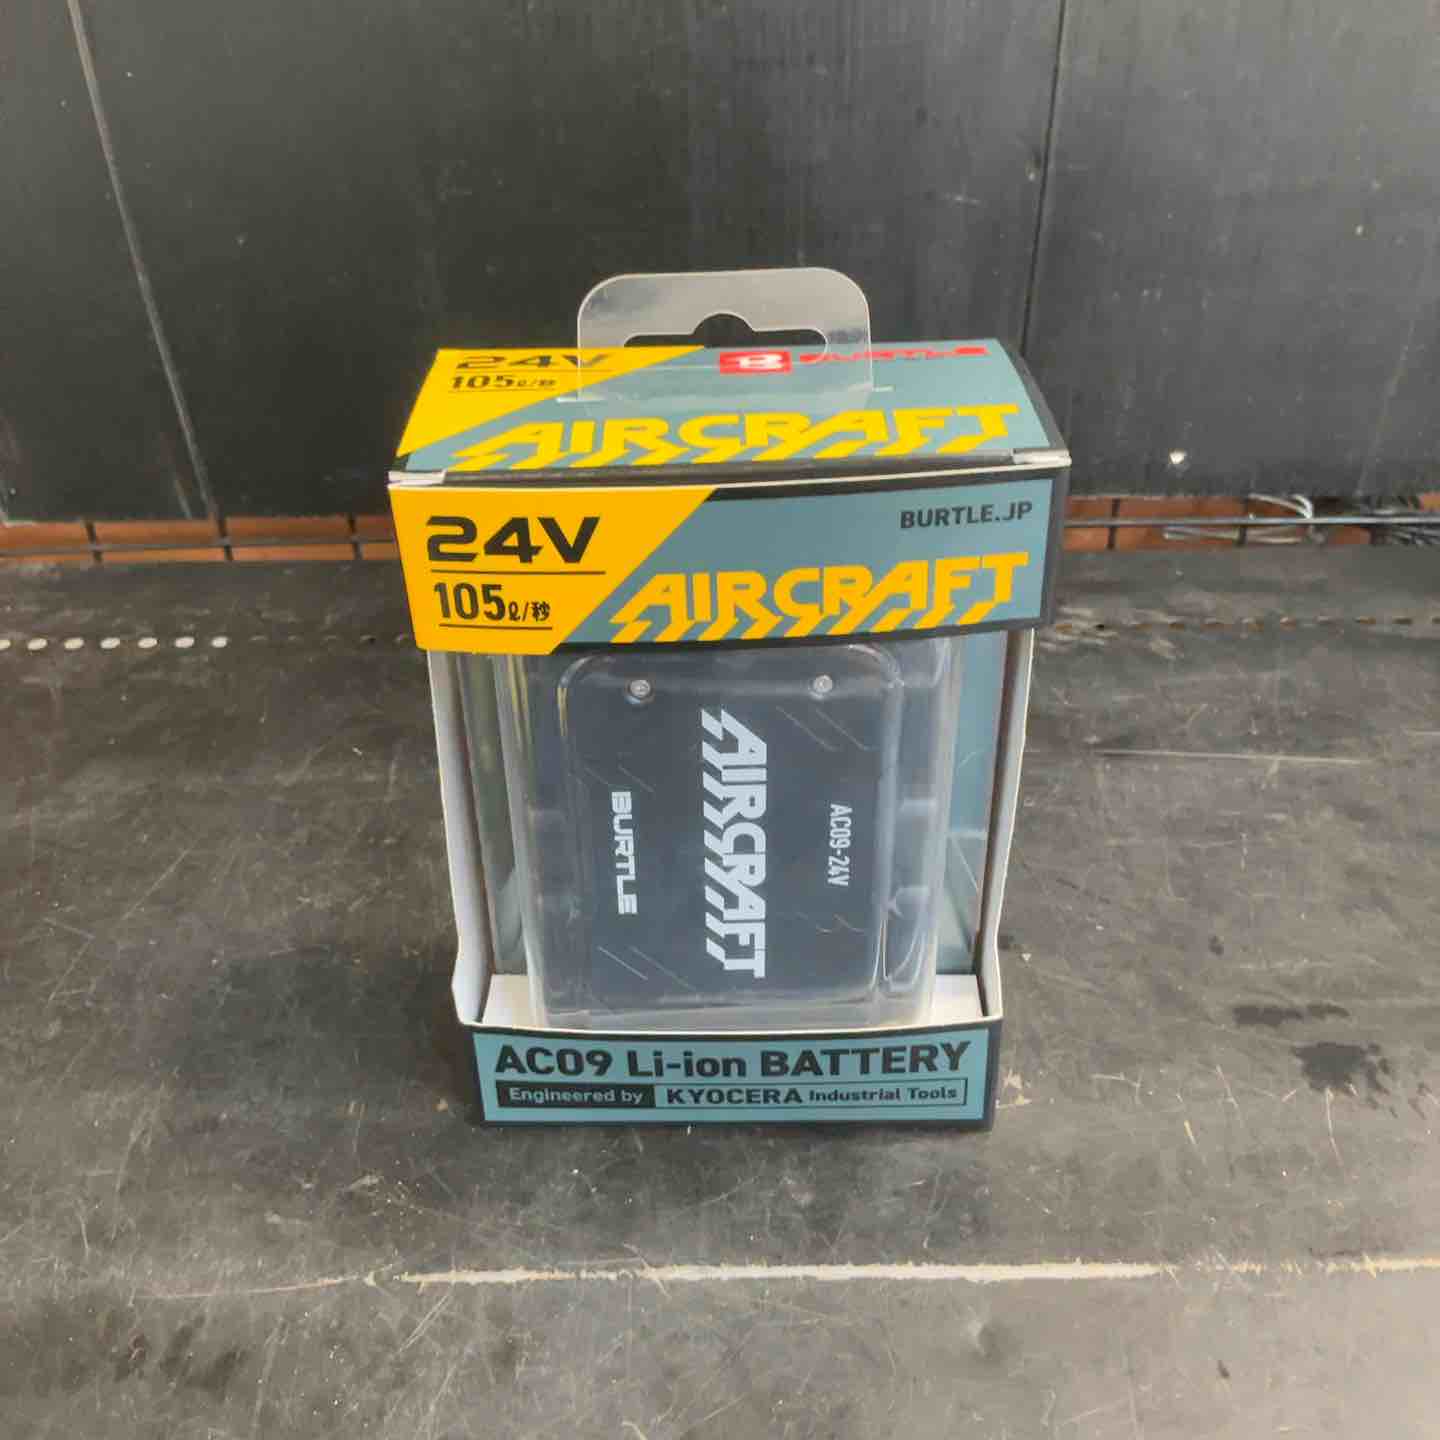 24V
105ℓ/秒
BURTLE
AIRCRAFT
24V
105ℓ/秒
BURTLE.JP
AIRCRAFT
AC09-24V
AIRCRAFT
BURTLE
AC09 Li-ion BATTERY
Engineered by KYOCERA Industrial Tools